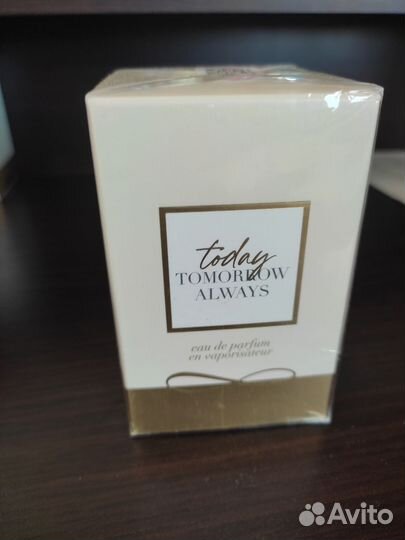 today
TOMORROW
ALWAYS
eau de parfum
en vaporisateur
Avito